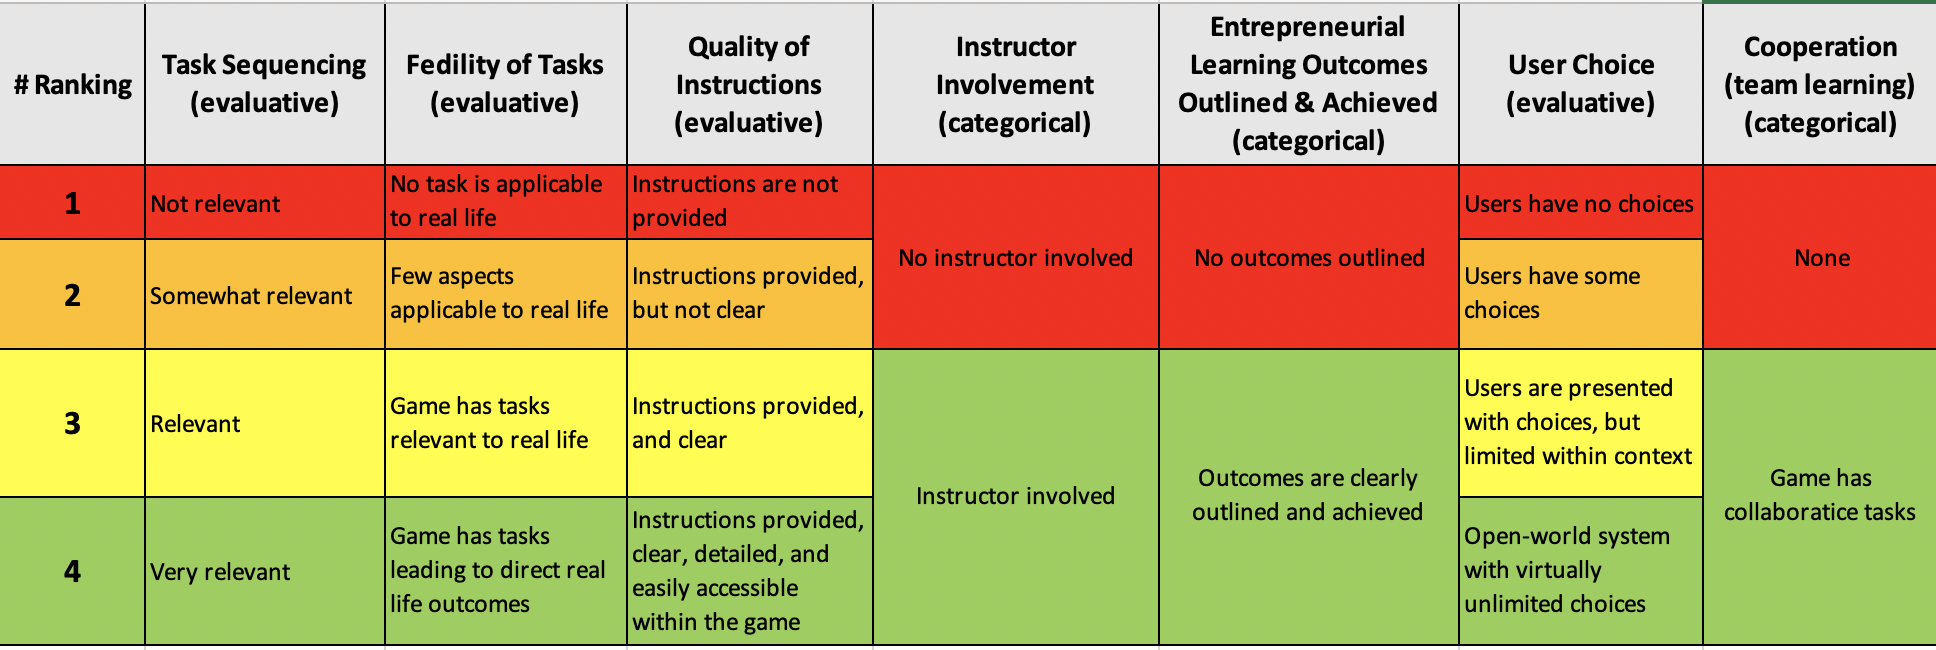 # Ranking
Task Sequencing
(evaluative)
Fedility of Tasks
(evaluative)
Quality of
Instructions
(evaluative)
Instructor
Involvement
(categorical)
Entrepreneurial
Learning Outcomes
Outlined & Achieved
(categorical)
User Choice
(evaluative)
Cooperation
(team learning)
(categorical)
1
Not relevant
No task is applicable
to real life
Instructions are not
provided
No instructor involved
No outcomes outlined
Users have no choices
None
2
Somewhat relevant
Few aspects
applicable to real life
Instructions provided,
but not clear
Users have some
choices
3
Relevant
Game has tasks
relevant to real life
Instructions provided,
and clear
Instructor involved
Outcomes are clearly
outlined and achieved
Users are presented
with choices, but
limited within context
Game has
collaboratice tasks
4
Very relevant
Game has tasks
leading to direct real
life outcomes
Instructions provided,
clear, detailed, and
easily accessible
within the game
Open-world system
with virtually
unlimited choices